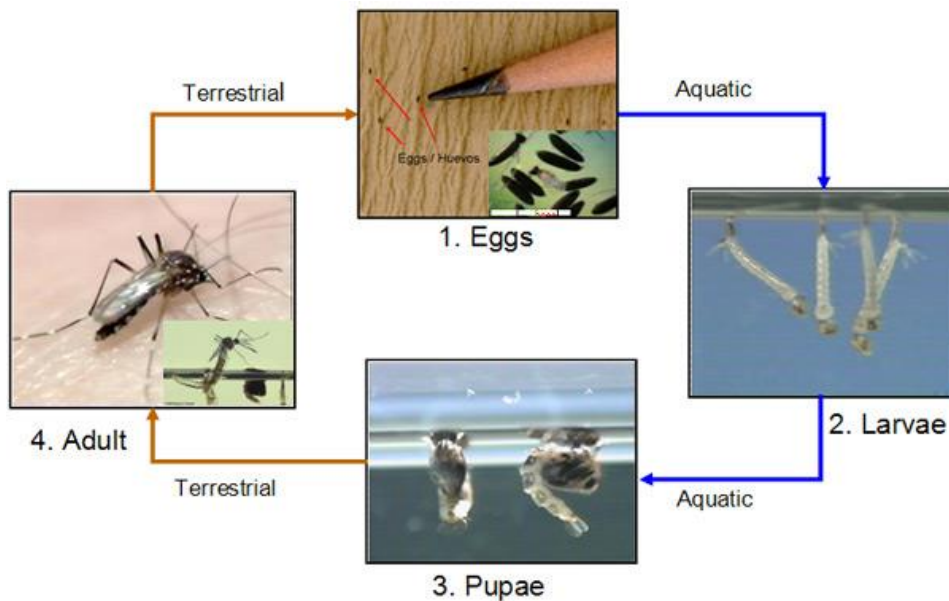 Terrestrial
Aquatic
Eggs / Huevos
1. Eggs
2. Larvae
4. Adult
Terrestrial
Aquatic
3. Pupae